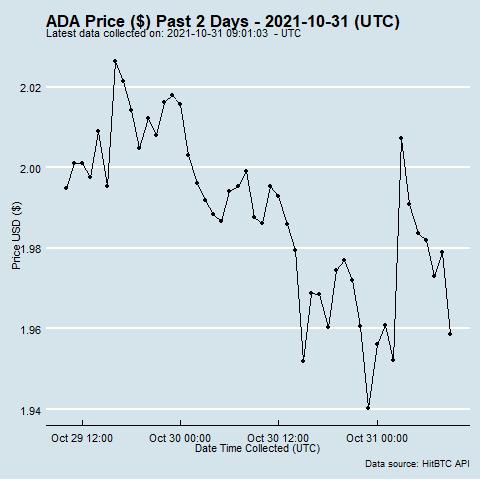 ADA Price ($) Past 2 Days - 2021-10-31 (UTC)
Latest data collected on: 2021-10-31 09:01:03 - UTC
Price USD ($)
2.02
2.00
1.98
1.96
1.94
Oct 29 12:00 Oct 30 00:00 Oct 30 12:00 Oct 31 00:00
Date Time Collected (UTC)
Data source: HitBTC API